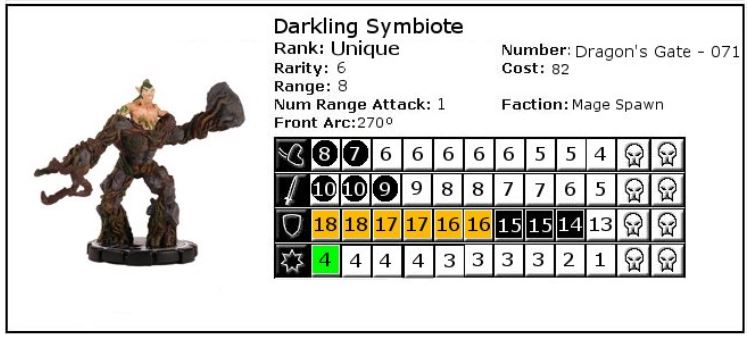 Darkling Symbiote
Rank: Unique
Number: Dragon's Gate - 071
Rarity: 6
Cost: 82
Range: 8
Num Range Attack: 1
Faction: Mage Spawn
Front Arc:270º
8 7 6 6 6 6 6 5 5 4
10 10 9 9 8 8 7 7 6 5
18 18 17 17 16 16 15 15 14 13
4 4 4 4 3 3 3 3 2 1